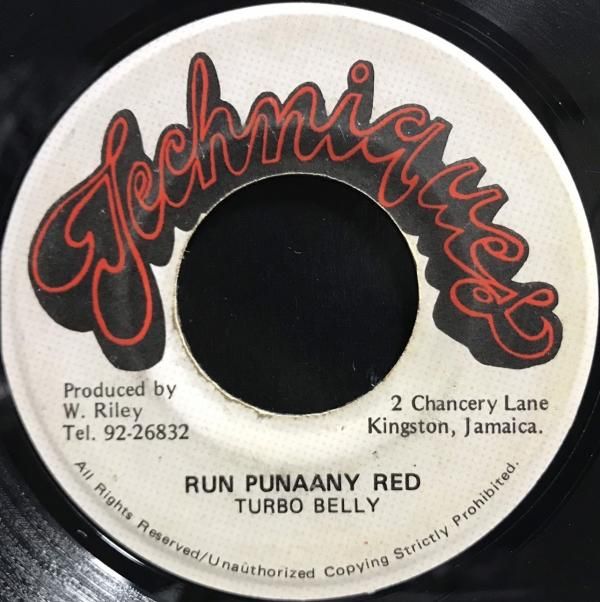 Techniques
Produced by
W. Riley
Tel. 92-26832
2 Chancery Lane
Kingston, Jamaica.
RUN PUNAANY RED
TURBO BELLY
All Rights Reserved/Unauthorized Copying Strictly Prohibited.